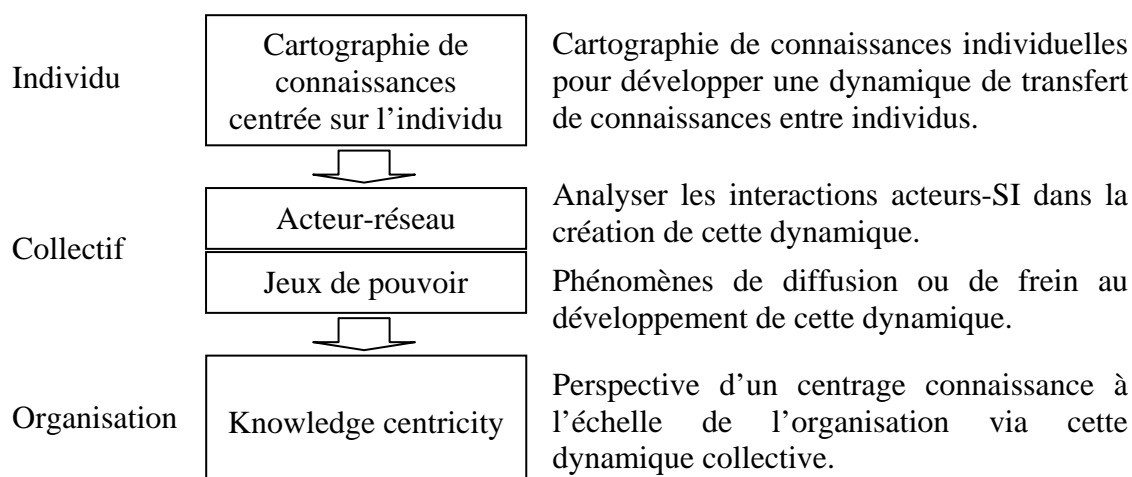 Individu
Cartographie de
connaissances
centrée sur l'individu
Cartographie de connaissances individuelles
pour développer une dynamique de transfert
de connaissances entre individus.
Collectif
Acteur-réseau
Analyser les interactions acteurs-SI dans la
création de cette dynamique.
Jeux de pouvoir
Phénomènes de diffusion ou de frein au
développement de cette dynamique.
Organisation
Knowledge centricity
Perspective d'un centrage connaissance à
l'échelle de l'organisation via cette
dynamique collective.